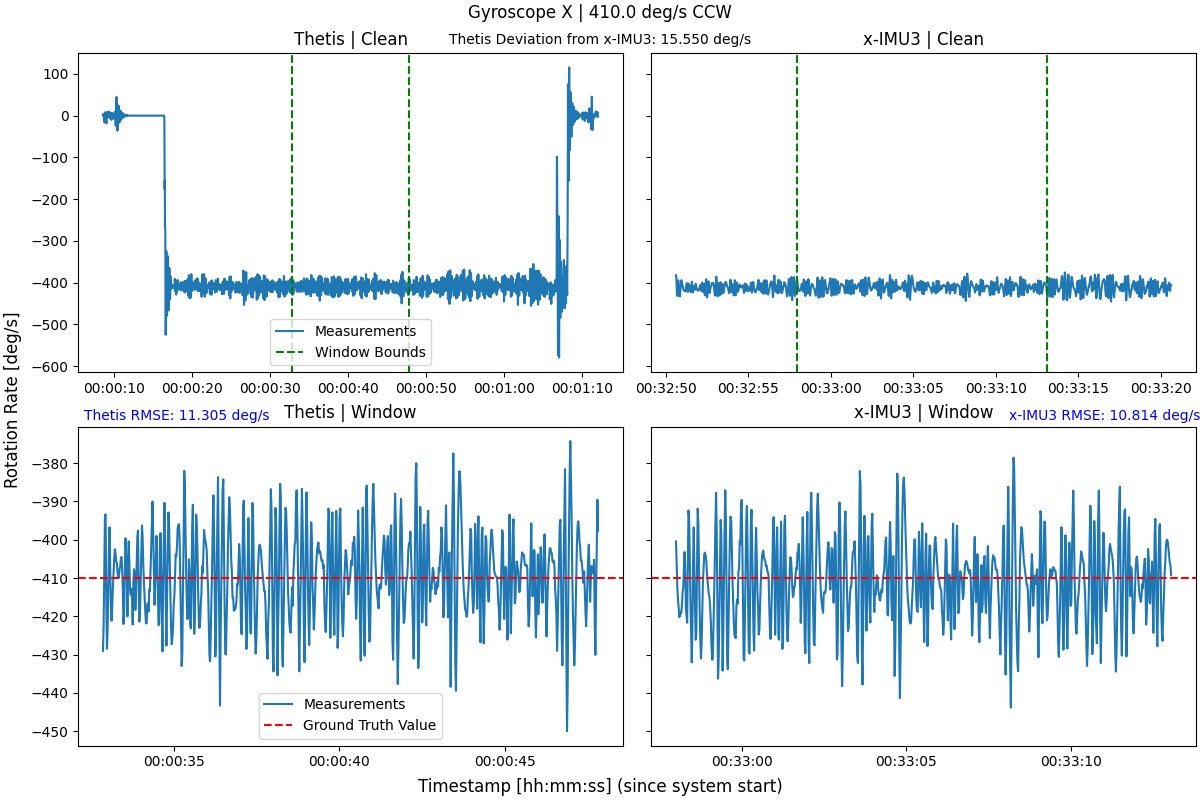 Gyroscope X | 410.0 deg/s CCW
Thetis | Clean
Thetis Deviation from x-IMU3: 15.550 deg/s
x-IMU3 | Clean
100
0
−100
−200
−300
−400
−500
−600
Measurements
Window Bounds
00:00:10 00:00:20 00:00:30 00:00:40 00:00:50 00:01:00 00:01:10
00:32:50 00:32:55 00:33:00 00:33:05 00:33:10 00:33:15 00:33:20
Rotation Rate [deg/s]
Thetis RMSE: 11.305 deg/s
Thetis | Window
x-IMU3 | Window
x-IMU3 RMSE: 10.814 deg/s
−380
−390
−400
−410
−420
−430
−440
−450
Measurements
Ground Truth Value
00:00:35 00:00:40 00:00:45
00:33:00 00:33:05 00:33:10
Timestamp [hh:mm:ss] (since system start)